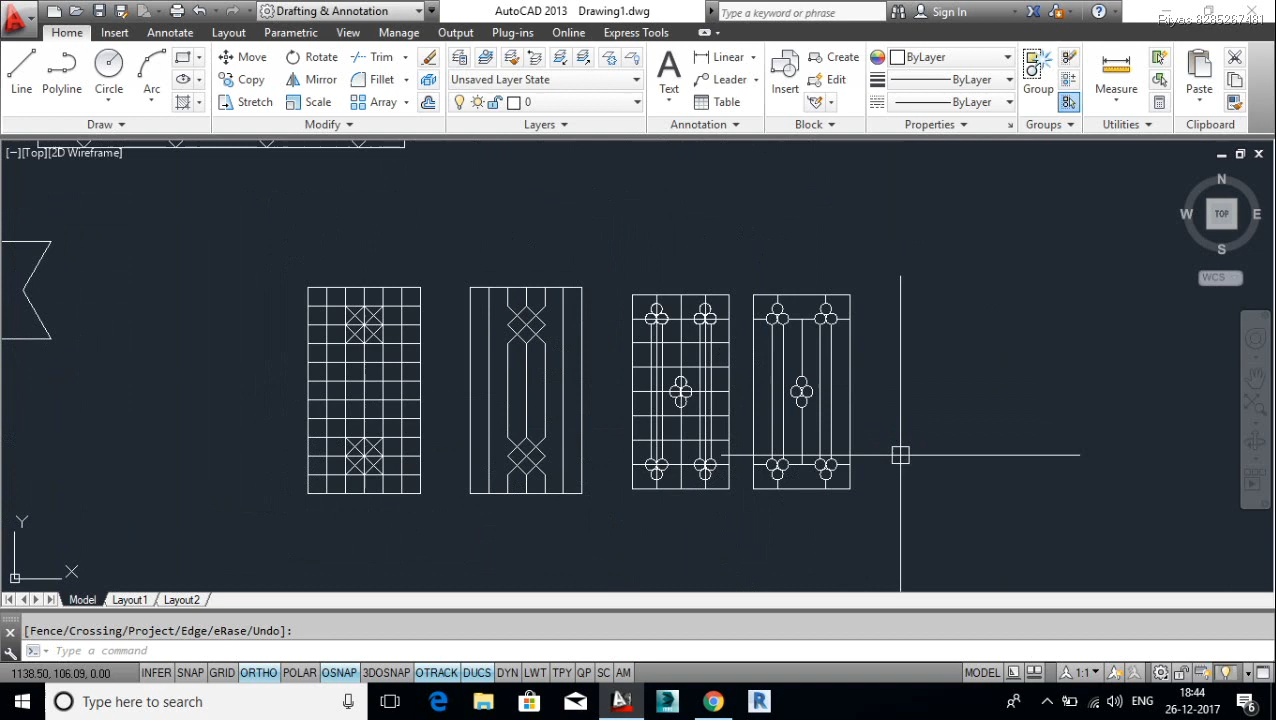 Drafting & Annotation
AutoCAD 2013 Drawing1.dwg
Type a keyword or phrase
Sign In
Riyas 8285267481
Home Insert Annotate Layout Parametric View Manage Output Plug-ins Online Express Tools
Line Polyline Circle Arc
Move Rotate Trim
Copy Mirror Fillet
Stretch Scale Array
Unsaved Layer State
0
Text
Linear
Leader
Table
Insert
Create
Edit
ByLayer
ByLayer
ByLayer
Group
Measure
Paste
Draw Modify Layers Annotation Block Properties Groups Utilities Clipboard
[−][Top][2D Wireframe]
N
W TOP E
S
WCS
Y
X
Model Layout1 Layout2
[Fence/Crossing/Project/Edge/eRase/Undo]:
Type a command
1138.50, 106.09, 0.00 INFER SNAP GRID ORTHO POLAR OSNAP 3DOSNAP OTRACK DUCS DYN LWT TPY QP SC AM MODEL 1:1
Type here to search
ENG
18:44
26-12-2017
6